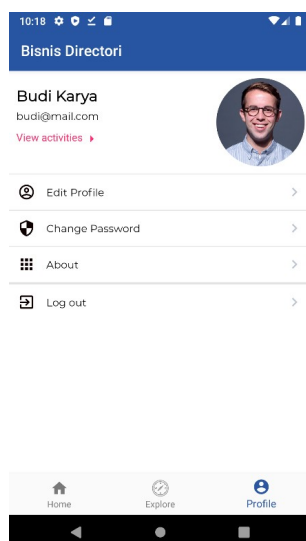 10:18
Bisnis Directori
Budi Karya
budi@mail.com
View activities
Edit Profile
Change Password
About
Log out
Home Explore Profile